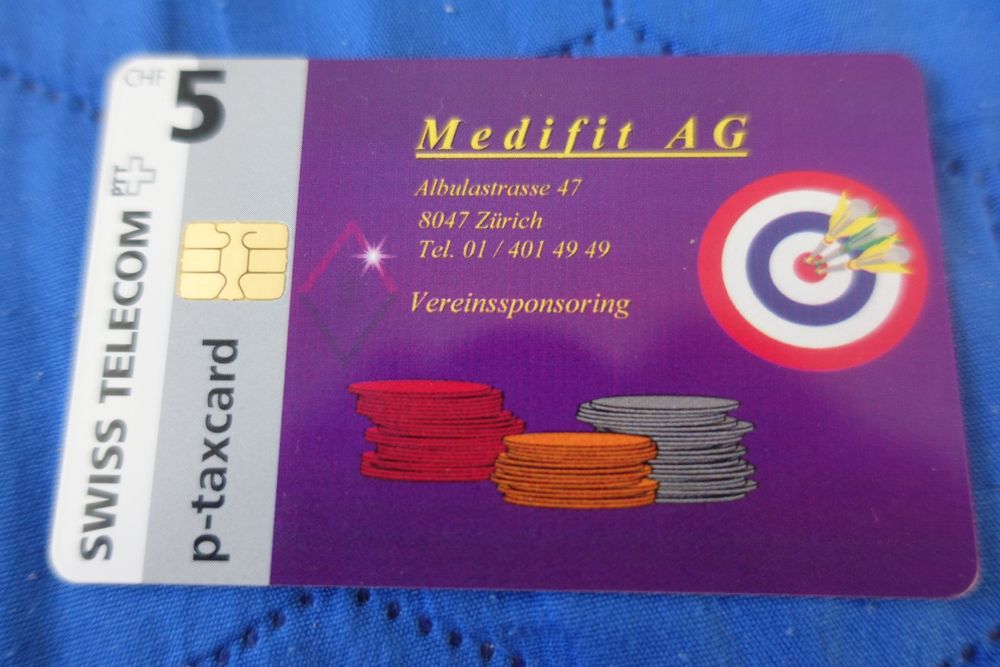 CHF 5
SWISS TELECOM PTT
p-taxcard
Medifit AG
Albulastrasse 47
8047 Zürich
Tel. 01 / 401 49 49
Vereinssponsoring